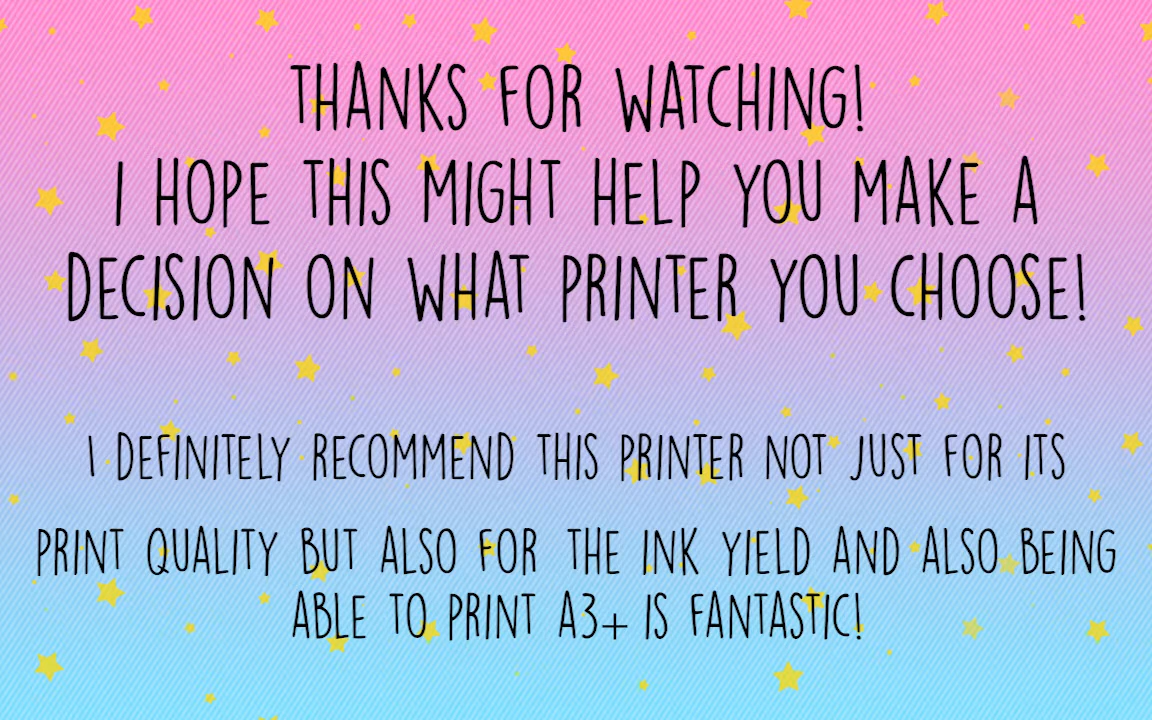 THANKS FOR WATCHING!
I HOPE THIS MIGHT HELP YOU MAKE A
DECISION ON WHAT PRINTER YOU CHOOSE!
I DEFINITELY RECOMMEND THIS PRINTER NOT JUST FOR ITS
PRINT QUALITY BUT ALSO FOR THE INK YIELD AND ALSO BEING
ABLE TO PRINT A3+ IS FANTASTIC!